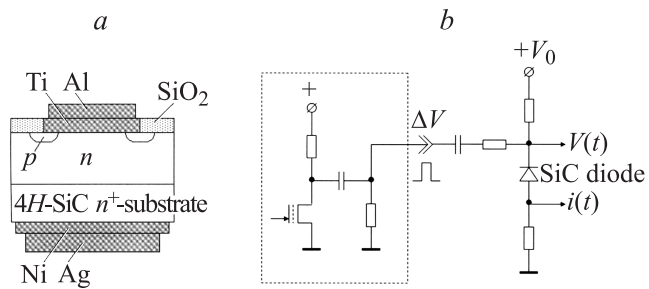 a
Ti Al
SiO2
p n
4H-SiC n+-substrate
Ni Ag
b
+
ΔV
+V0
V(t)
SiC diode
i(t)